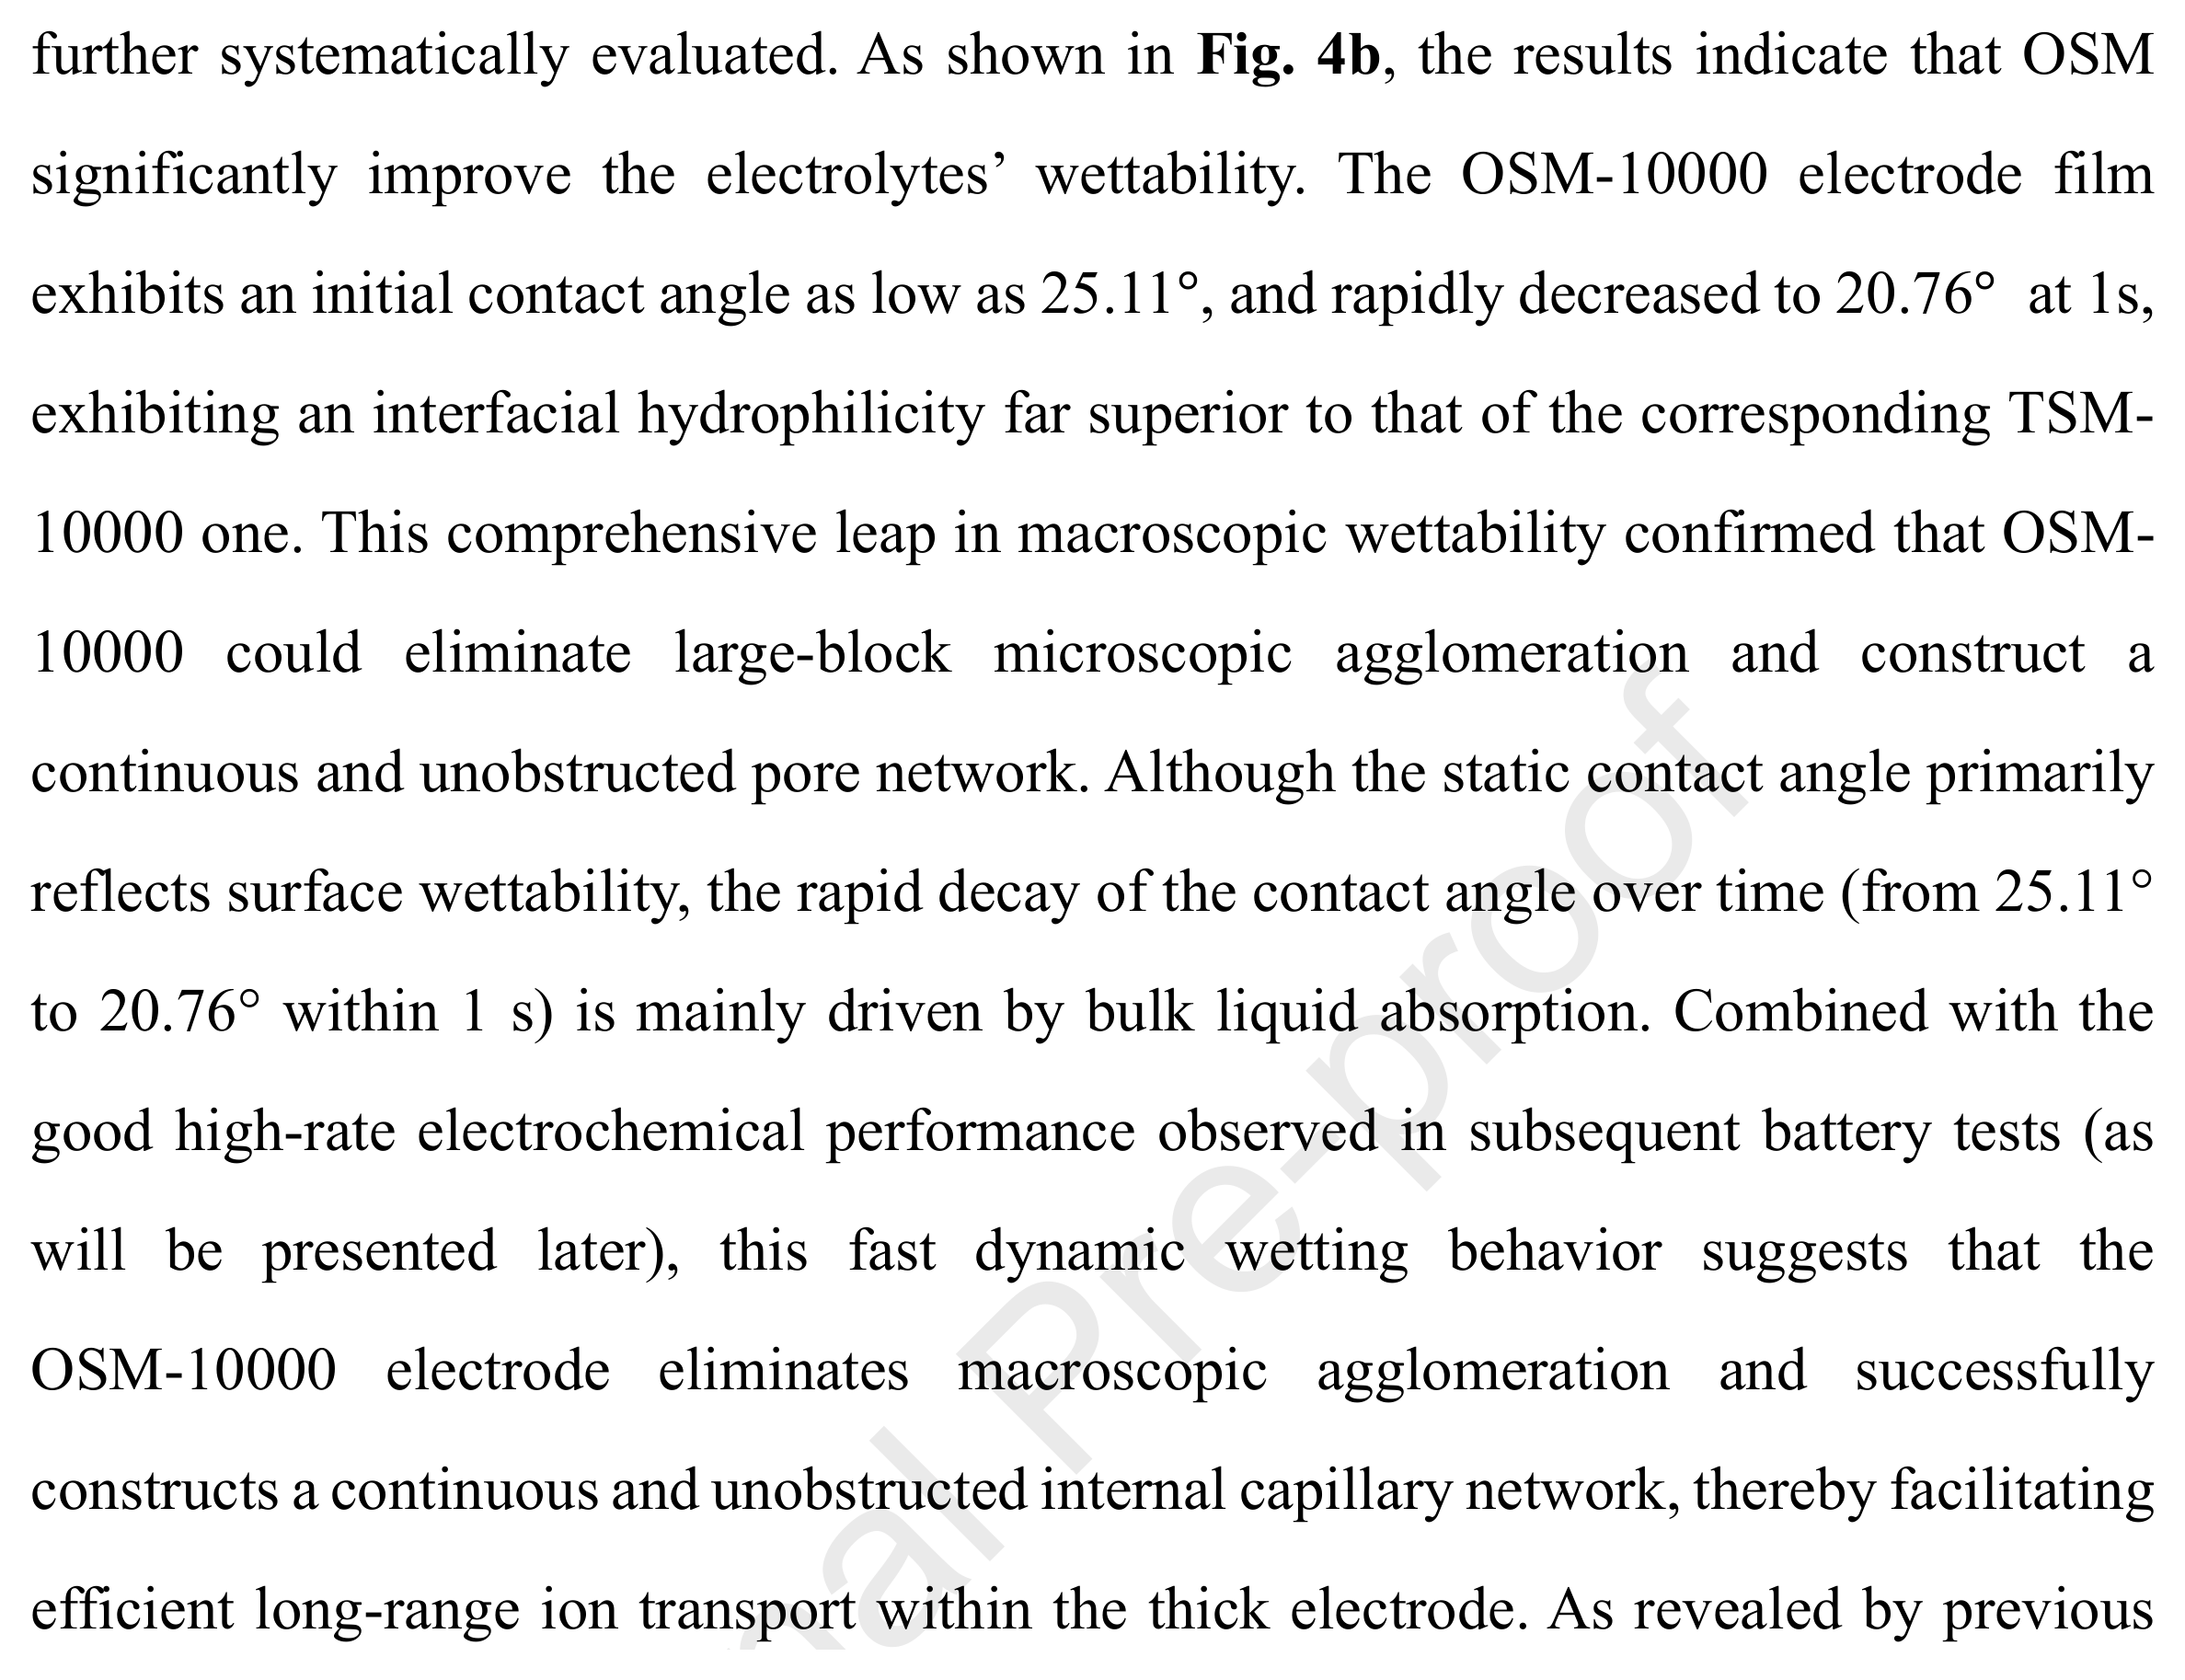 further systematically evaluated. As shown in Fig. 4b, the results indicate that OSM
significantly improve the electrolytes’ wettability. The OSM-10000 electrode film
exhibits an initial contact angle as low as 25.11°, and rapidly decreased to 20.76° at 1s,
exhibiting an interfacial hydrophilicity far superior to that of the corresponding TSM-
10000 one. This comprehensive leap in macroscopic wettability confirmed that OSM-
10000 could eliminate large-block microscopic agglomeration and construct a
continuous and unobstructed pore network. Although the static contact angle primarily
reflects surface wettability, the rapid decay of the contact angle over time (from 25.11°
to 20.76° within 1 s) is mainly driven by bulk liquid absorption. Combined with the
good high-rate electrochemical performance observed in subsequent battery tests (as
will be presented later), this fast dynamic wetting behavior suggests that the
OSM-10000 electrode eliminates macroscopic agglomeration and successfully
constructs a continuous and unobstructed internal capillary network, thereby facilitating
efficient long-range ion transport within the thick electrode. As revealed by previous
nal Pre-proof